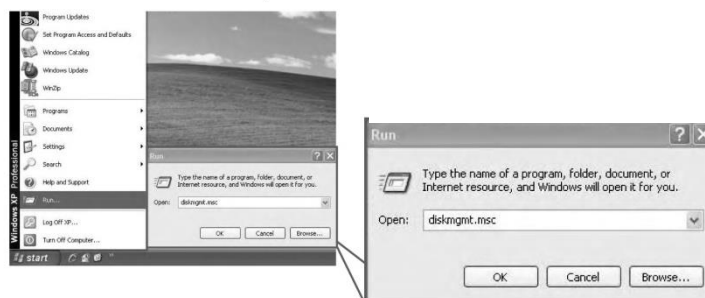 Program Updates
Set Program Access and Defaults
Windows Catalog
Windows Update
WinZip
Programs
Documents
Settings
Search
Help and Support
Run...
Log Off XP...
Turn Off Computer...
Windows XP Professional
start
Run
Type the name of a program, folder, document, or
Internet resource, and Windows will open it for you.
Open: diskmgmt.msc
OK Cancel Browse...
Run
Type the name of a program, folder, document, or
Internet resource, and Windows will open it for you.
Open: diskmgmt.msc
OK Cancel Browse...